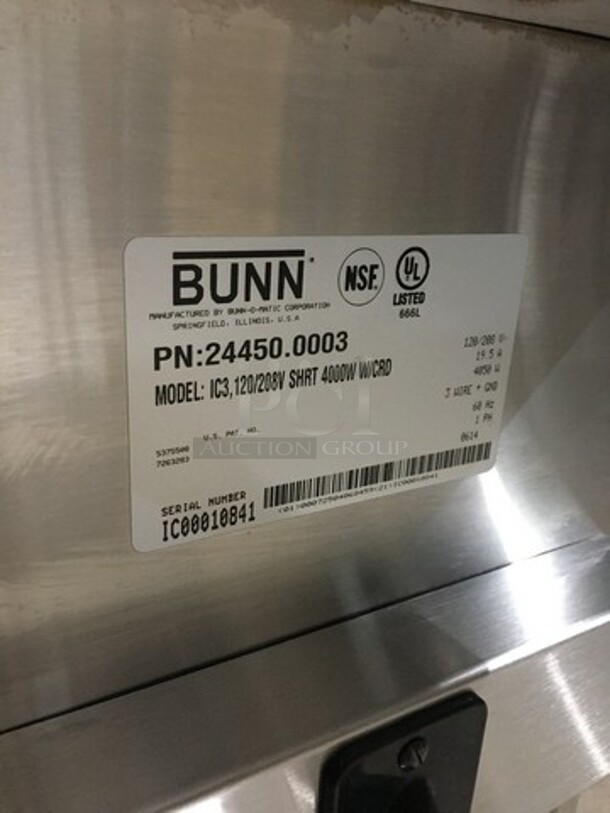 BUNN
MANUFACTURED BY BUNN-O-MATIC CORPORATION
SPRINGFIELD, ILLINOIS, U.S.A
NSF
UL
LISTED
666L
PN:24450.0003
MODEL: IC3,120/208V SHRT 4000W W/CRD
120/208 V
19.5 A
4050 W
3 WIRE + GND
60 Hz
1 PH
0614
U.S. PAT. NO.
5375508
7263283
PCI
AUCTION GROUP
SERIAL NUMBER
IC00010841